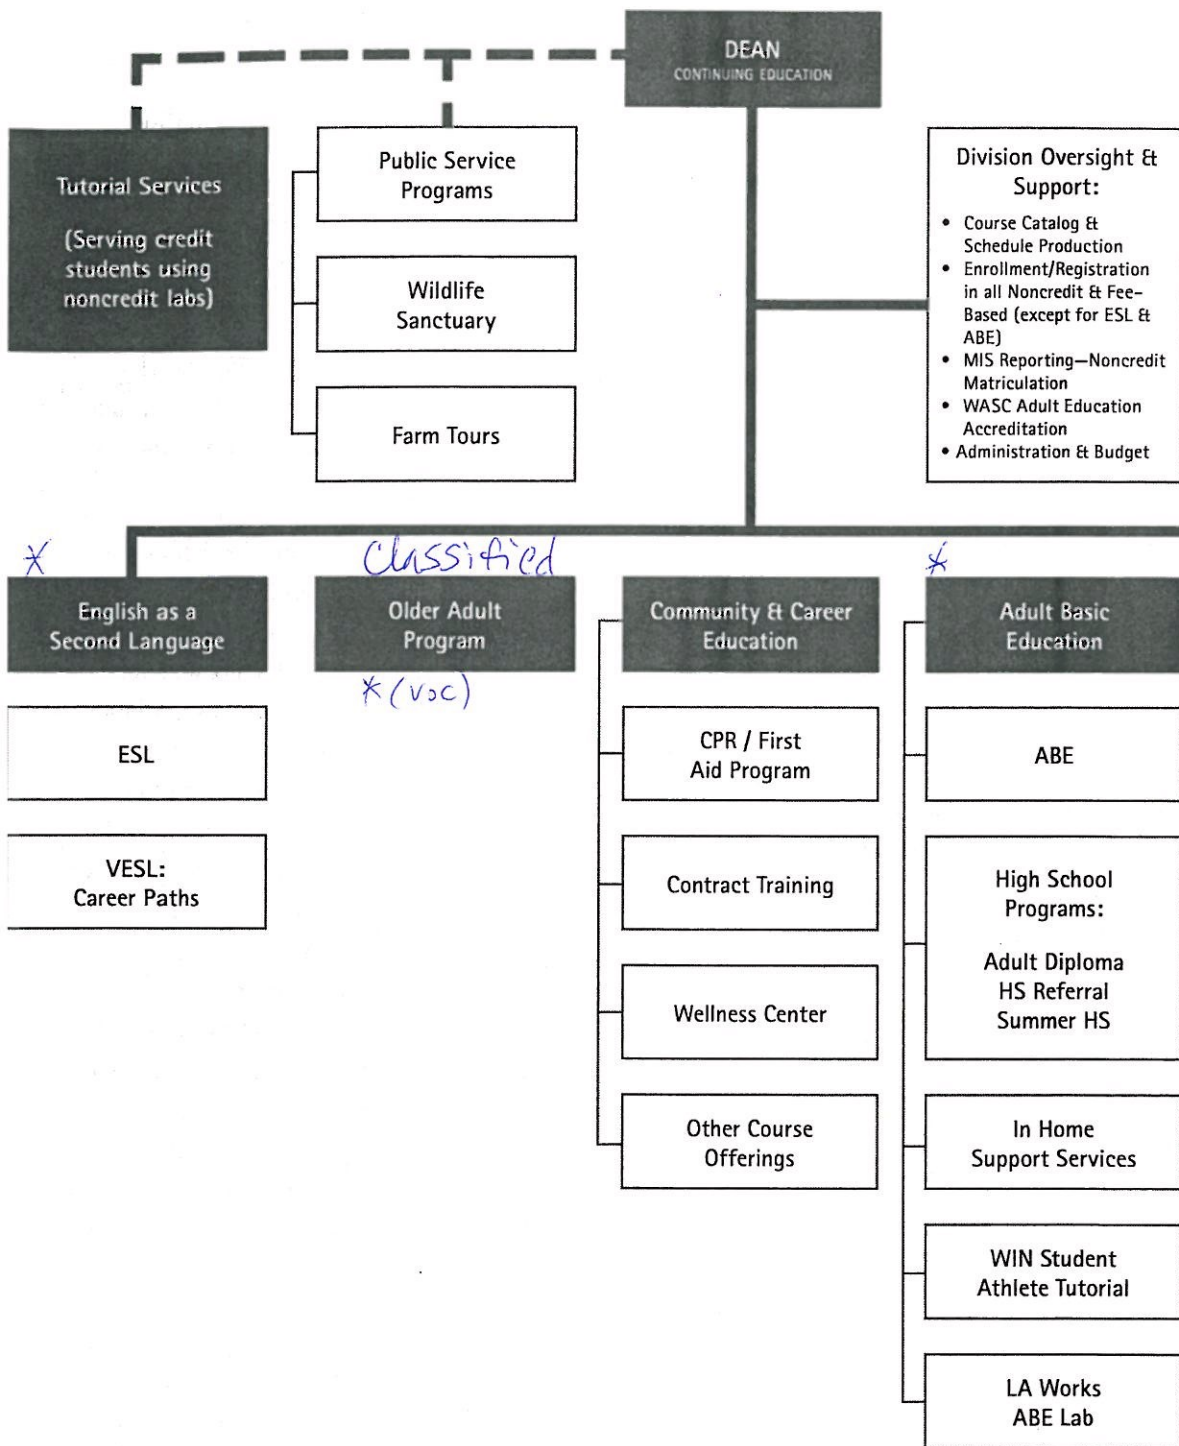 DEAN
CONTINUING EDUCATION
Tutorial Services
(Serving credit
students using
noncredit labs)
Public Service
Programs
Wildlife
Sanctuary
Farm Tours
Division Oversight &
Support:
• Course Catalog &
Schedule Production
• Enrollment/Registration
in all Noncredit & Fee-
Based (except for ESL &
ABE)
• MIS Reporting—Noncredit
Matriculation
• WASC Adult Education
Accreditation
• Administration & Budget
*
English as a
Second Language
ESL
VESL:
Career Paths
Classified
Older Adult
Program
*(voc)
Community & Career
Education
CPR / First
Aid Program
Contract Training
Wellness Center
Other Course
Offerings
*
Adult Basic
Education
ABE
High School
Programs:
Adult Diploma
HS Referral
Summer HS
In Home
Support Services
WIN Student
Athlete Tutorial
LA Works
ABE Lab